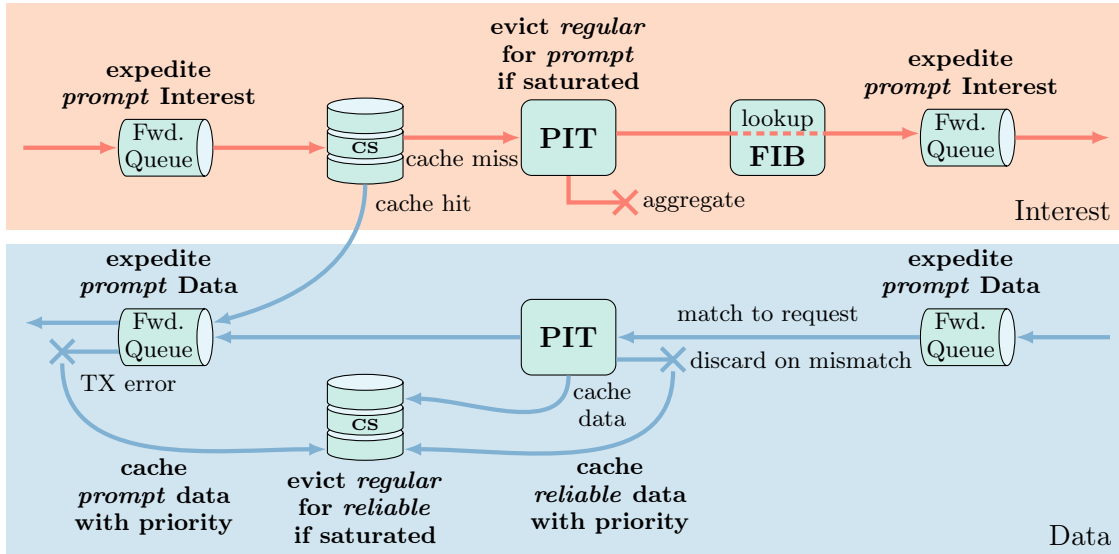 evict regular
for prompt
if saturated
expedite
prompt Interest
expedite
prompt Interest
Fwd.
Queue
CS
cache miss
PIT
lookup
FIB
Fwd.
Queue
cache hit
aggregate
Interest
expedite
prompt Data
expedite
prompt Data
Fwd.
Queue
PIT
match to request
Fwd.
Queue
discard on mismatch
TX error
cache
data
CS
cache
prompt data
with priority
evict regular
for reliable
if saturated
cache
reliable data
with priority
Data